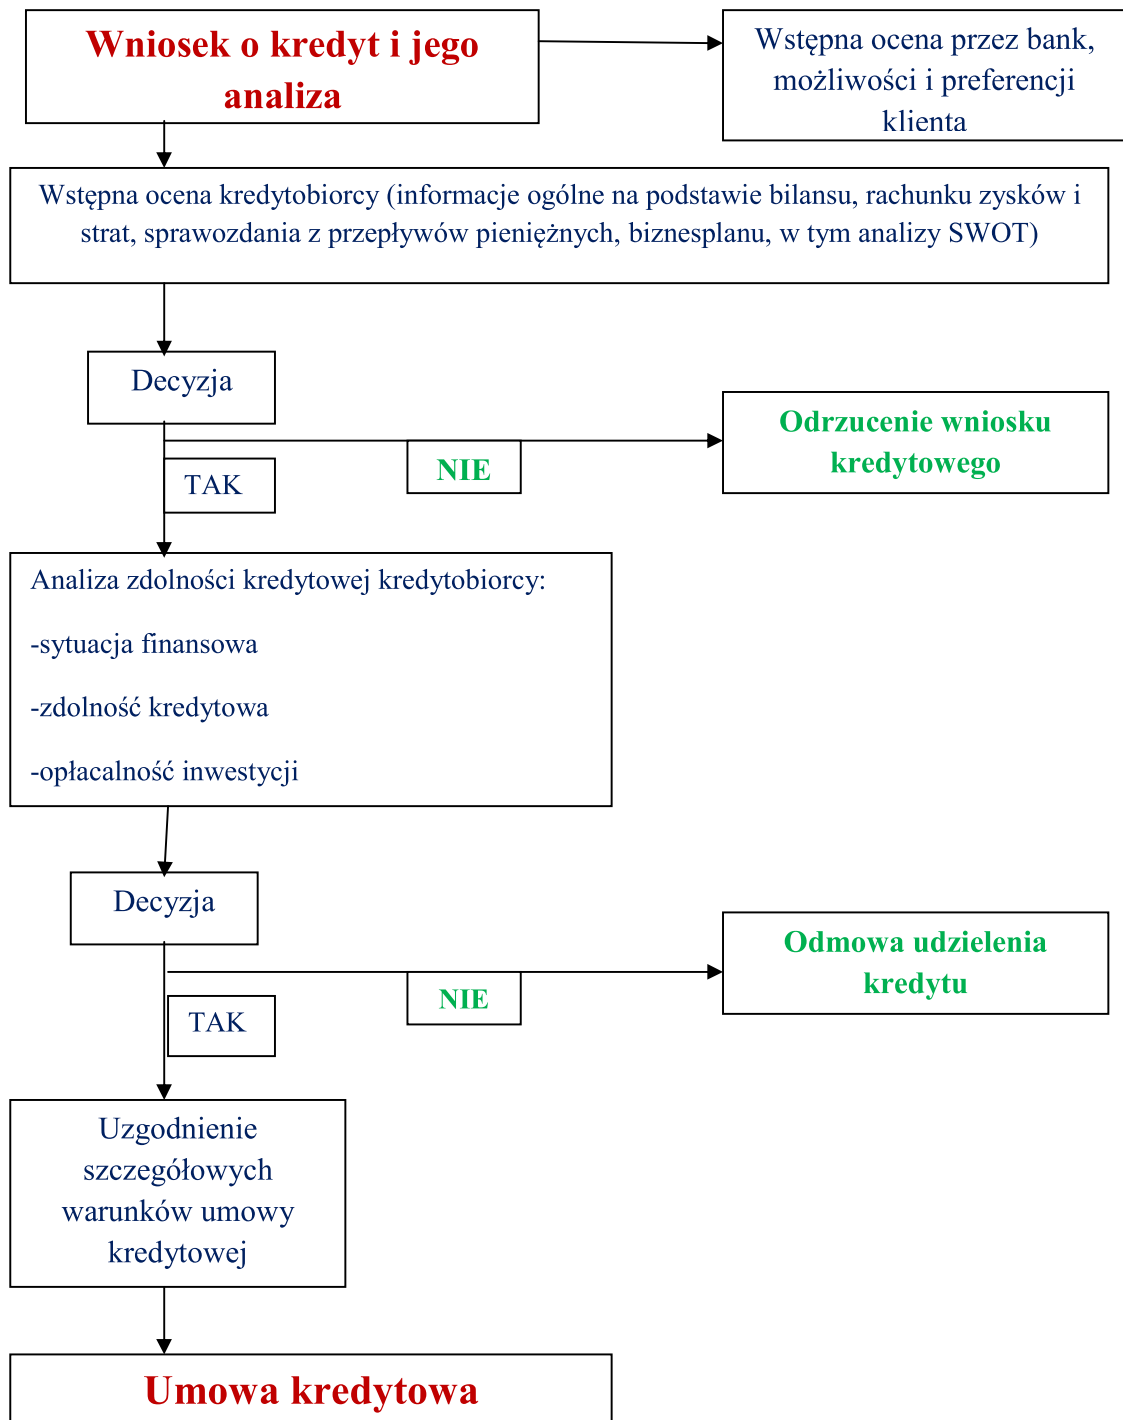 Wniosek o kredyt i jego
analiza
Wstępna ocena przez bank,
możliwości i preferencji
klienta
Wstępna ocena kredytobiorcy (informacje ogólne na podstawie bilansu, rachunku zysków i
strat, sprawozdania z przepływów pieniężnych, biznesplanu, w tym analizy SWOT)
Decyzja
Odrzucenie wniosku
kredytowego
NIE
TAK
Analiza zdolności kredytowej kredytobiorcy:
-sytuacja finansowa
-zdolność kredytowa
-opłacalność inwestycji
Decyzja
Odmowa udzielenia
kredytu
NIE
TAK
Uzgodnienie
szczegółowych
warunków umowy
kredytowej
Umowa kredytowa